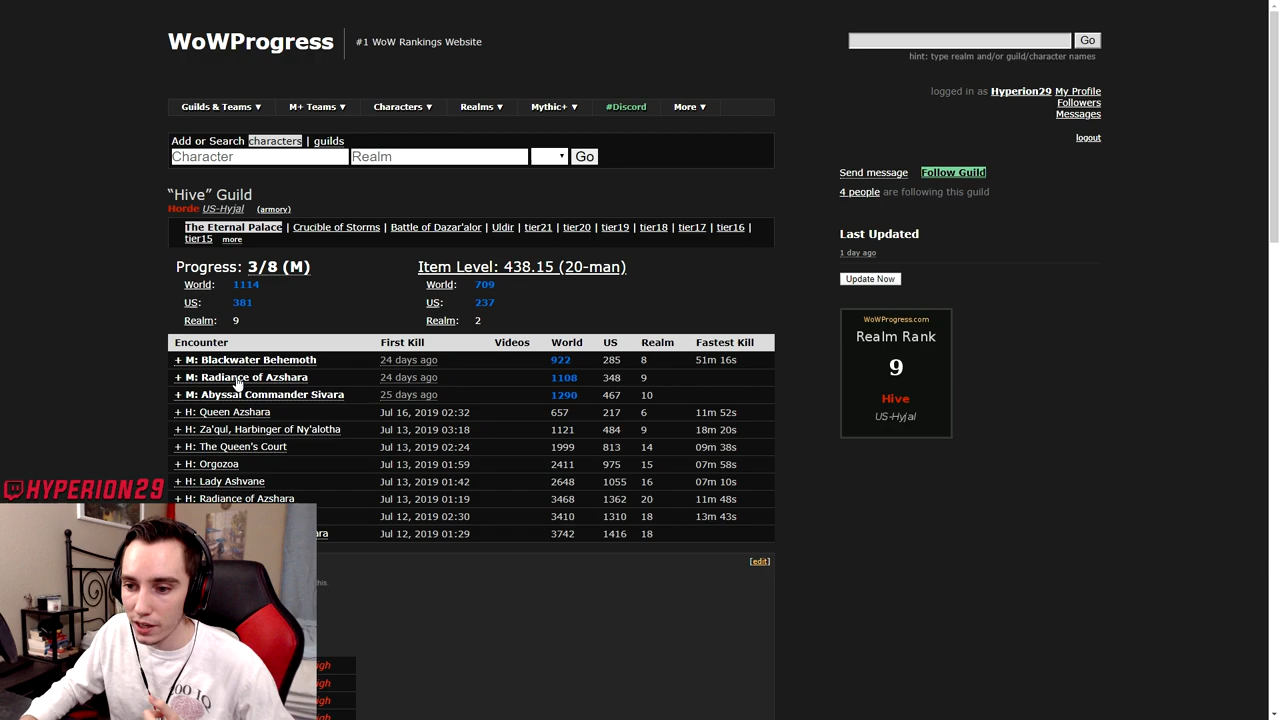 WoWProgress
#1 WoW Rankings Website
Go
hint: type realm and/or guild/character names
logged in as Hyperion29 My Profile
Followers
Messages
logout
Guilds & Teams ▼ M+ Teams ▼ Characters ▼ Realms ▼ Mythic+ ▼ #Discord More ▼
Add or Search characters | guilds
Character Realm Go
"Hive" Guild
Horde US-Hyjal (armory)
Send message Follow Guild
4 people are following this guild
The Eternal Palace | Crucible of Storms | Battle of Dazar'alor | Uldir | tier21 | tier20 | tier19 | tier18 | tier17 | tier16 |
tier15 more
Last Updated
1 day ago
Update Now
Progress: 3/8 (M) Item Level: 438.15 (20-man)
World: 1114 World: 709
US: 381 US: 237
Realm: 9 Realm: 2
WoWProgress.com
Realm Rank
9
Hive
US-Hyjal
Encounter First Kill Videos World US Realm Fastest Kill
+ M: Blackwater Behemoth 24 days ago 922 285 8 51m 16s
+ M: Radiance of Azshara 24 days ago 1108 348 9
+ M: Abyssal Commander Sivara 25 days ago 1290 467 10
+ H: Queen Azshara Jul 16, 2019 02:32 657 217 6 11m 52s
+ H: Za'qul, Harbinger of Ny'alotha Jul 13, 2019 03:18 1121 484 9 18m 20s
+ H: The Queen's Court Jul 13, 2019 02:24 1999 813 14 09m 38s
+ H: Orgozoa Jul 13, 2019 01:59 2411 975 15 07m 58s
+ H: Lady Ashvane Jul 13, 2019 01:42 2648 1055 16 07m 10s
+ H: Radiance of Azshara Jul 13, 2019 01:19 3468 1362 20 11m 48s
Jul 12, 2019 02:30 3410 1310 18 13m 43s
ara Jul 12, 2019 01:29 3742 1416 18
HYPERION29
[edit]
this.
igh
igh
igh
igh